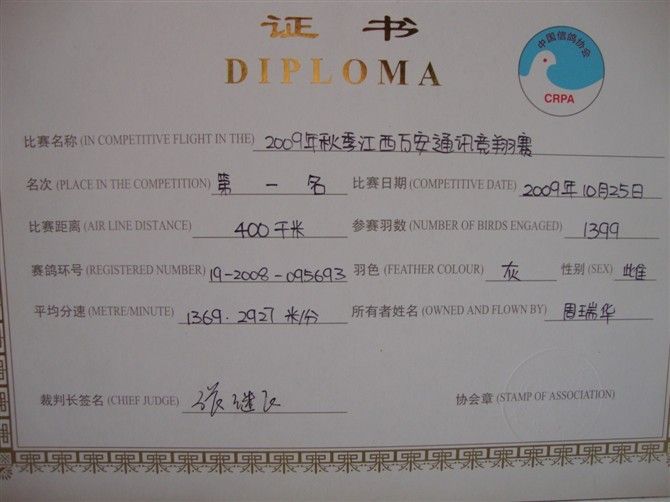 证书
DIPLOMA
中国信鸽协会
CRPA
比赛名称 (IN COMPETITIVE FLIGHT IN THE) 2009年秋季江西万安通讯竞翔赛
名次 (PLACE IN THE COMPETITION) 第一名 比赛日期 (COMPETITIVE DATE) 2009年10月25日
比赛距离 (AIR LINE DISTANCE) 400千米 参赛羽数 (NUMBER OF BIRDS ENGAGED) 1399
赛鸽环号 (REGISTERED NUMBER) 19-2008-095693 羽色 (FEATHER COLOUR) 灰 性别 (SEX) 雌
平均分速 (METRE/MINUTE) 1369.2927 米/分 所有者姓名 (OWNED AND FLOWN BY) 周瑞华
裁判长签名 (CHIEF JUDGE) 协会章 (STAMP OF ASSOCIATION)